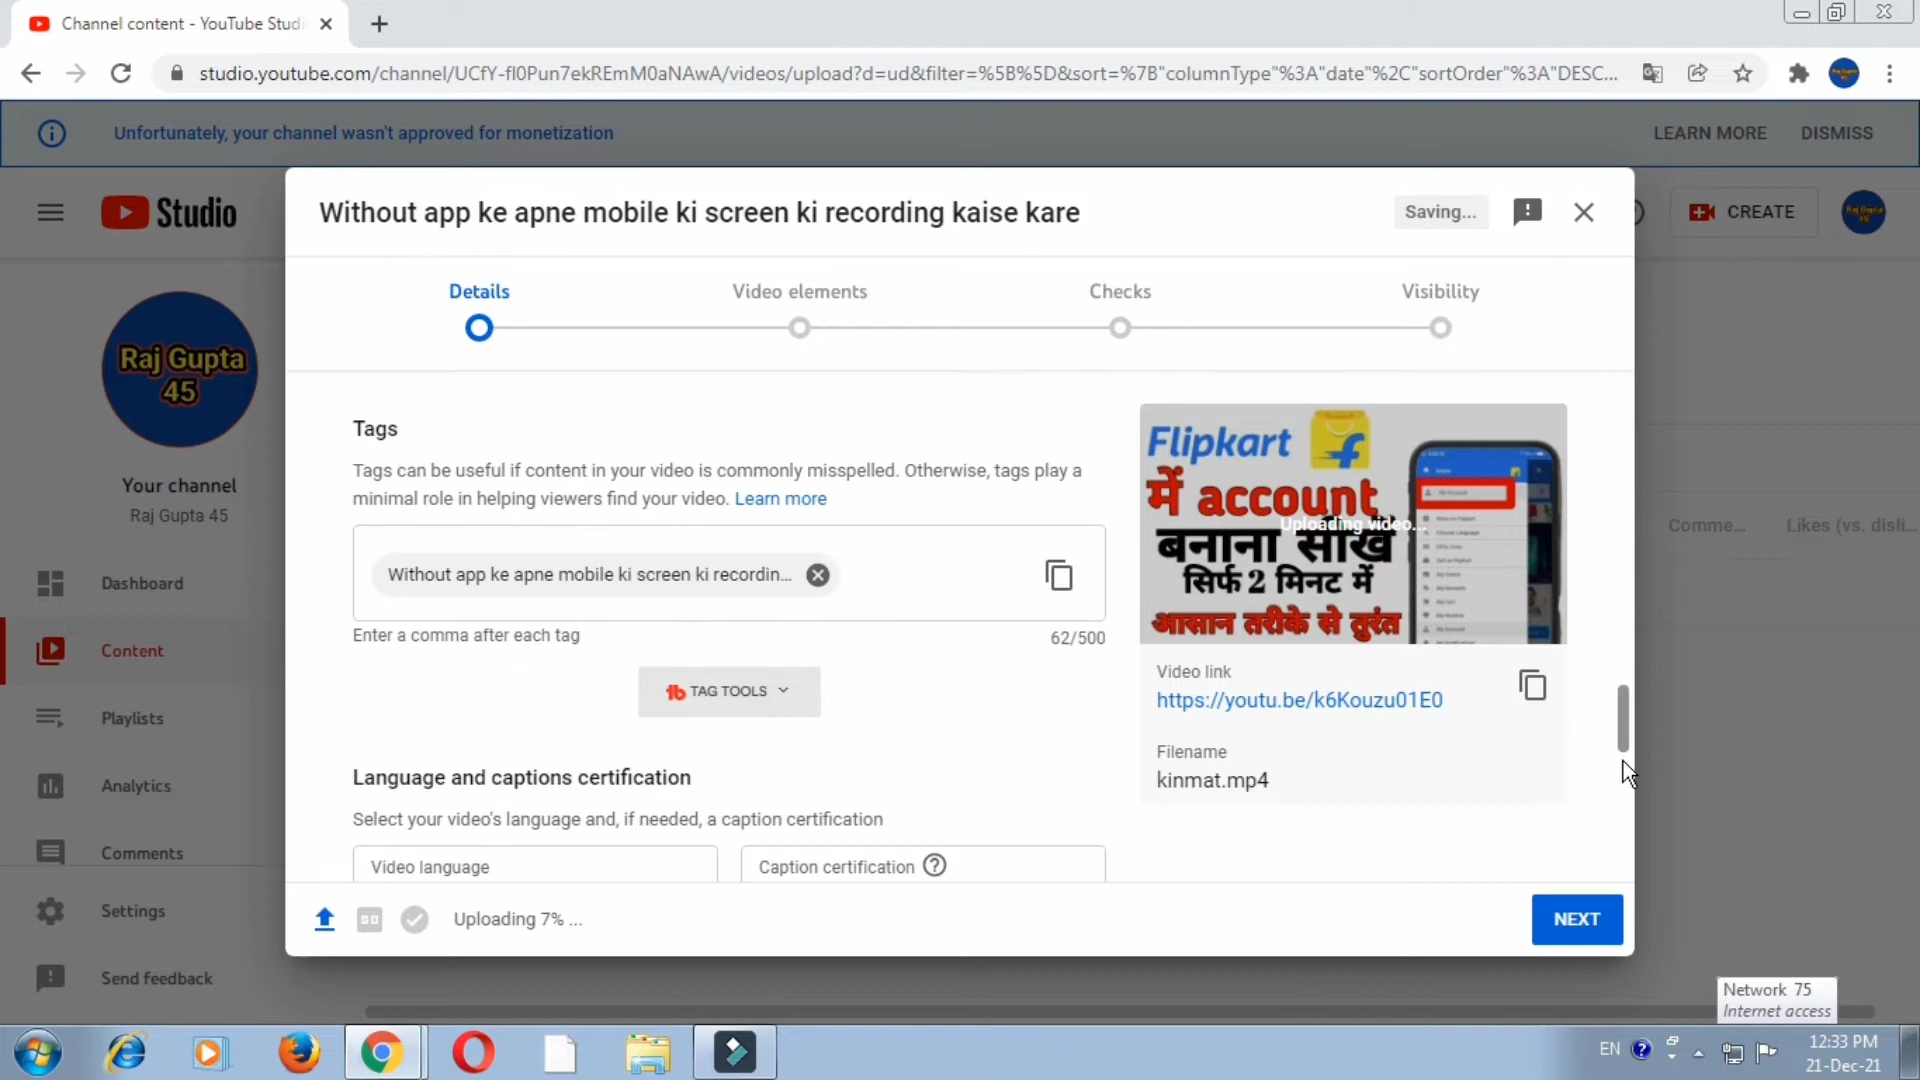 Channel content - YouTube Studi
studio.youtube.com/channel/UCfY-fI0Pun7ekREmM0aNAwA/videos/upload?d=ud&filter=%5B%5D&sort=%7B"columnType"%3A"date"%2C"sortOrder"%3A"DESC...
Unfortunately, your channel wasn't approved for monetization
LEARN MORE
DISMISS
Studio
CREATE
Without app ke apne mobile ki screen ki recording kaise kare
Saving...
Details
Video elements
Checks
Visibility
Raj Gupta
45
Your channel
Raj Gupta 45
Dashboard
Content
Playlists
Analytics
Comments
Settings
Send feedback
Tags
Tags can be useful if content in your video is commonly misspelled. Otherwise, tags play a
minimal role in helping viewers find your video. Learn more
Without app ke apne mobile ki screen ki recordin...
Enter a comma after each tag
62/500
TAG TOOLS
Language and captions certification
Select your video's language and, if needed, a caption certification
Video language
Caption certification
Flipkart
में account
Uploading video...
बनाना सीखें
सिर्फ 2 मिनट में
आसान तरीके से तुरंत
Video link
https://youtu.be/k6Kouzu01E0
Filename
kinmat.mp4
Comme...
Likes (vs. disli...
Uploading 7% ...
NEXT
Network 75
Internet access
EN
12:33 PM
21-Dec-21